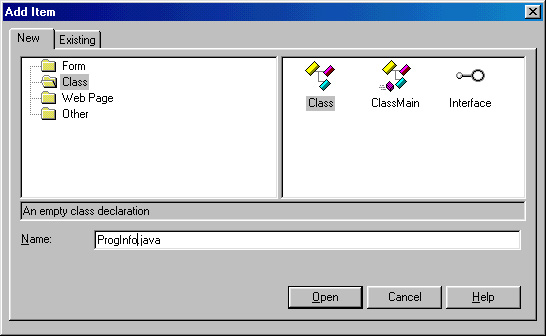 Add Item
New Existing
Form
Class
Web Page
Other
Class ClassMain Interface
An empty class declaration
Name: ProgInfo.java
Open Cancel Help